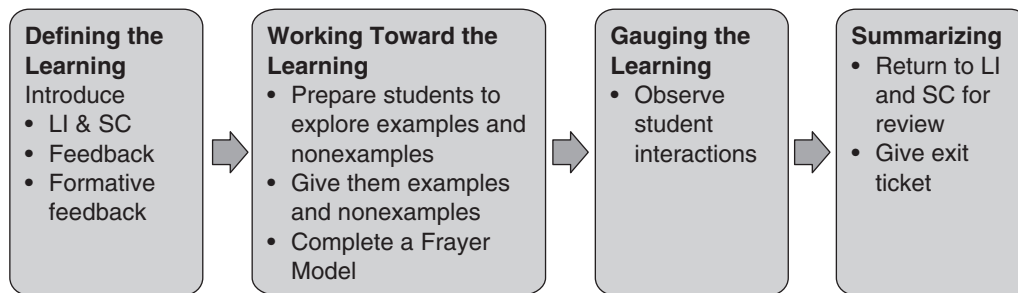 Defining the
Learning
Introduce
• LI & SC
• Feedback
• Formative
feedback
Working Toward the
Learning
• Prepare students to
explore examples and
nonexamples
• Give them examples
and nonexamples
• Complete a Frayer
Model
Gauging the
Learning
• Observe
student
interactions
Summarizing
• Return to LI
and SC for
review
• Give exit
ticket